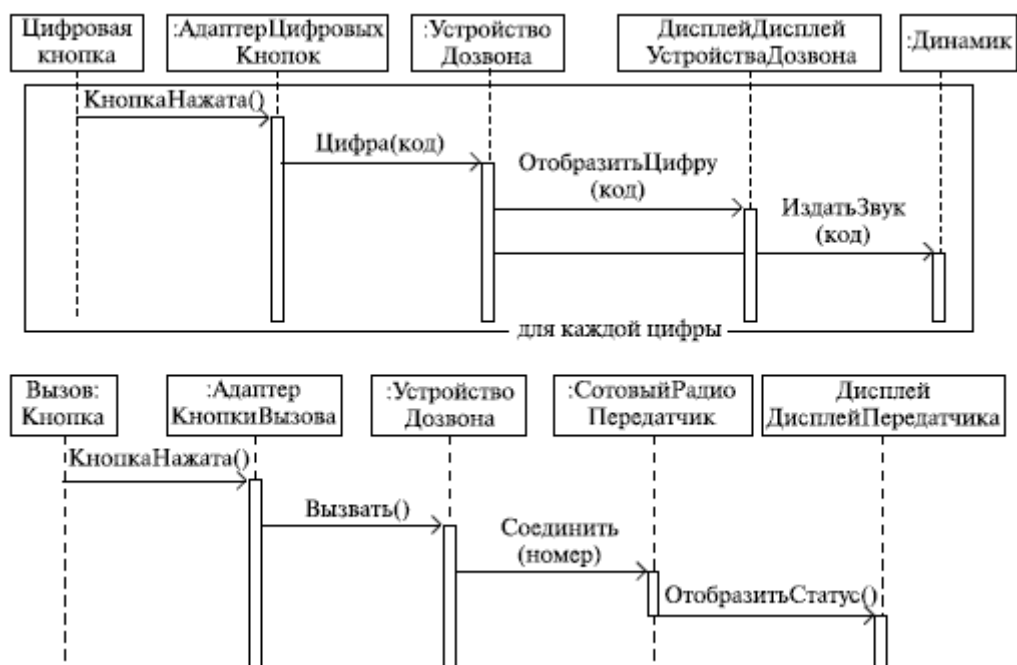 Цифровая
кнопка
:АдаптерЦифровых
Кнопок
:Устройство
Дозвона
ДисплейДисплей
УстройстваДозвона
:Динамик
КнопкаНажата()
Цифра(код)
ОтобразитьЦифру
(код)
ИздатьЗвук
(код)
для каждой цифры
Вызов:
Кнопка
:Адаптер
КнопкиВызова
:Устройство
Дозвона
:СотовыйРадио
Передатчик
Дисплей
ДисплейПередатчика
КнопкаНажата()
Вызвать()
Соединить
(номер)
ОтобразитьСтатус()